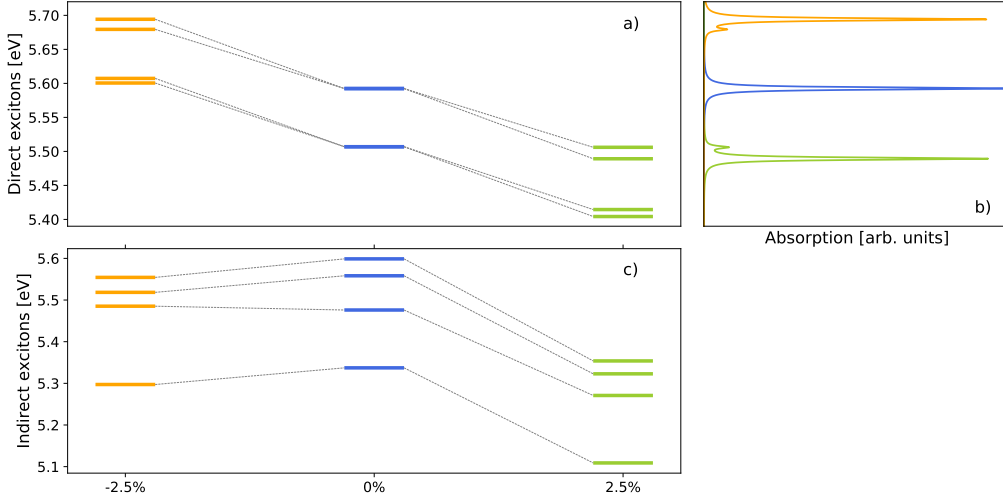 5.70
5.65
5.60
5.55
5.50
5.45
5.40
Direct excitons [eV]
a)
b)
Absorption [arb. units]
5.6
5.5
5.4
5.3
5.2
5.1
Indirect excitons [eV]
c)
-2.5%
0%
2.5%